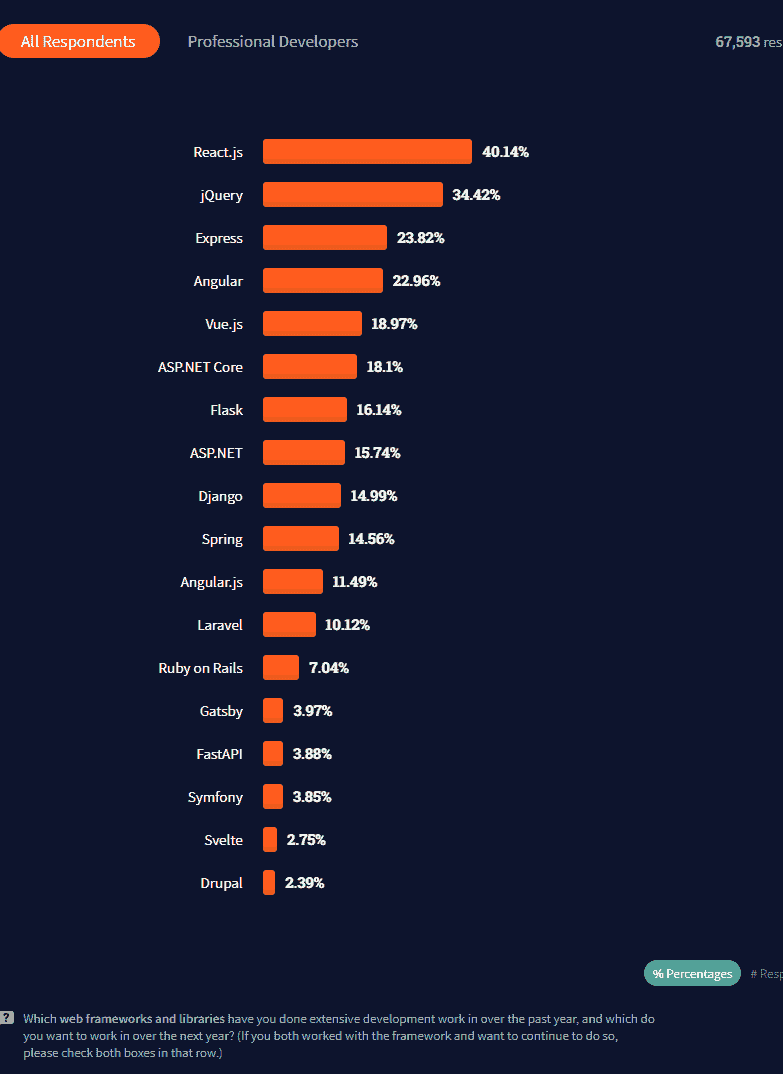 All Respondents Professional Developers 67,593 res
React.js 40.14%
jQuery 34.42%
Express 23.82%
Angular 22.96%
Vue.js 18.97%
ASP.NET Core 18.1%
Flask 16.14%
ASP.NET 15.74%
Django 14.99%
Spring 14.56%
Angular.js 11.49%
Laravel 10.12%
Ruby on Rails 7.04%
Gatsby 3.97%
FastAPI 3.88%
Symfony 3.85%
Svelte 2.75%
Drupal 2.39%
% Percentages # Resp
? Which web frameworks and libraries have you done extensive development work in over the past year, and which do
you want to work in over the next year? (If you both worked with the framework and want to continue to do so,
please check both boxes in that row.)